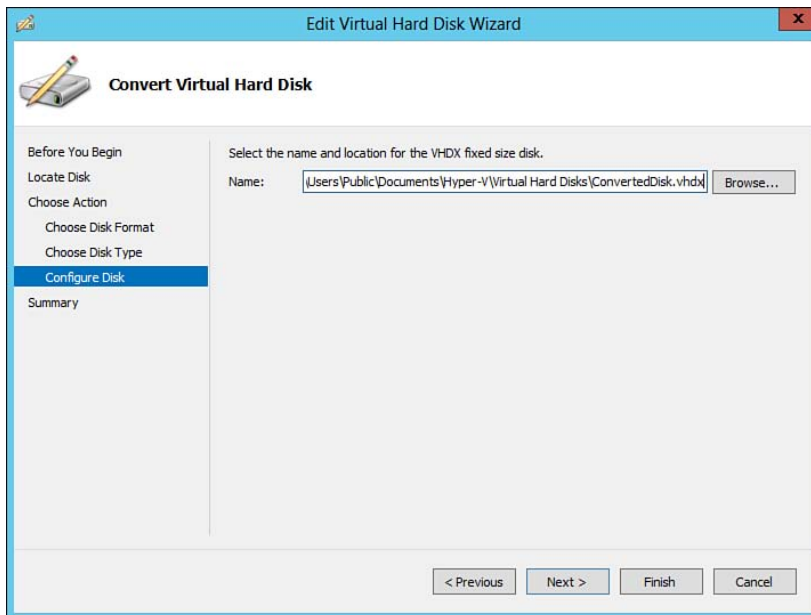 Edit Virtual Hard Disk Wizard
x
Convert Virtual Hard Disk
Before You Begin
Locate Disk
Choose Action
Choose Disk Format
Choose Disk Type
Configure Disk
Summary
Select the name and location for the VHDX fixed size disk.
Name: \Users\Public\Documents\Hyper-V\Virtual Hard Disks\ConvertedDisk.vhdx Browse...
< Previous Next > Finish Cancel